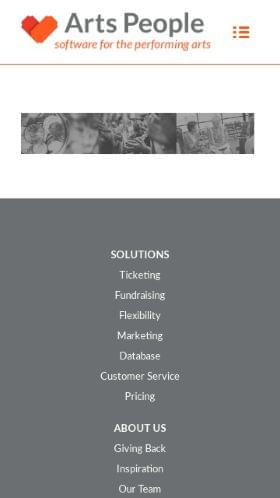 Arts People
software for the performing arts
SOLUTIONS
Ticketing
Fundraising
Flexibility
Marketing
Database
Customer Service
Pricing
ABOUT US
Giving Back
Inspiration
Our Team